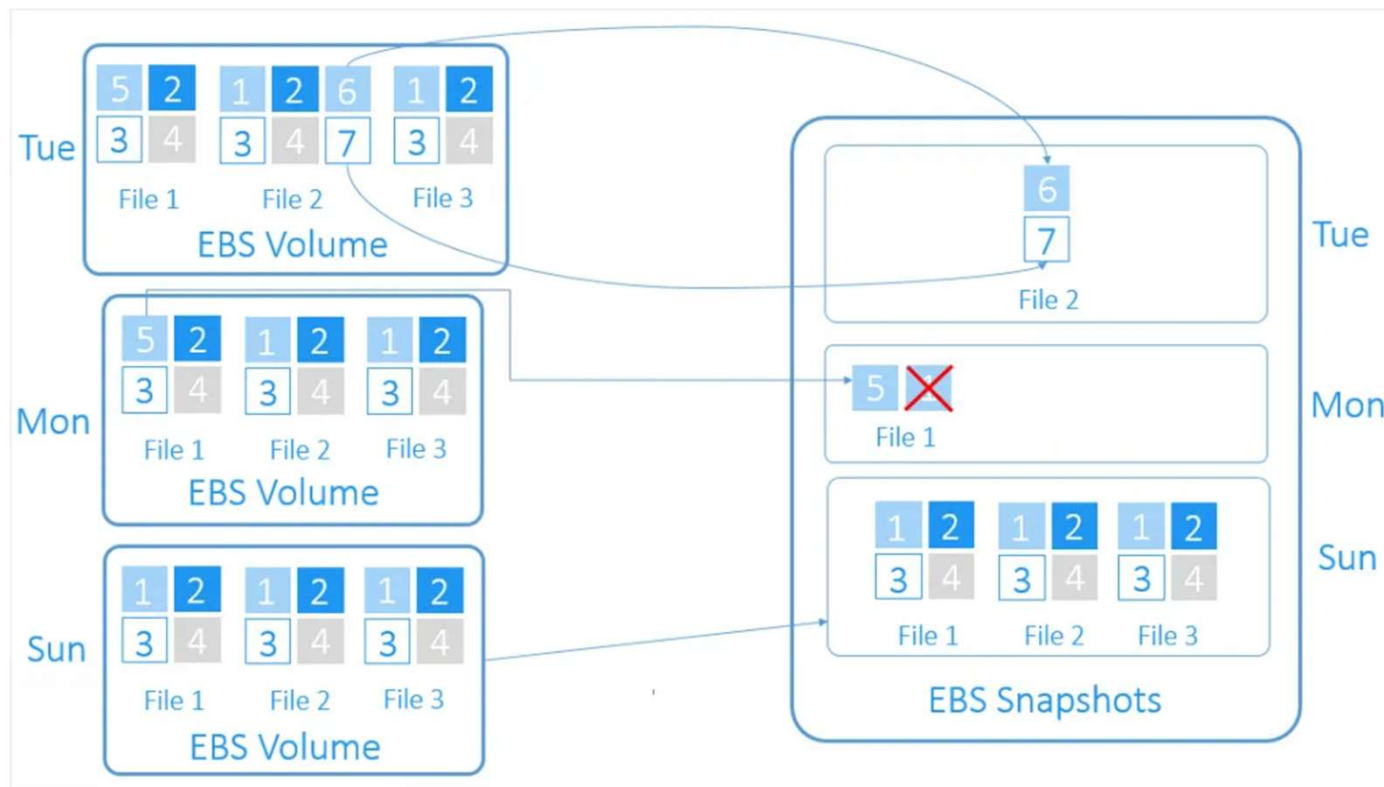 Tue
5 2 1 2 6 1 2
3 4 3 4 7 3 4
File 1 File 2 File 3
EBS Volume
Mon
5 2 1 2 1 2
3 4 3 4 3 4
File 1 File 2 File 3
EBS Volume
Sun
1 2 1 2 1 2
3 4 3 4 3 4
File 1 File 2 File 3
EBS Volume
6
7
File 2
Tue
5 1
File 1
Mon
1 2 1 2 1 2
3 4 3 4 3 4
File 1 File 2 File 3
Sun
EBS Snapshots